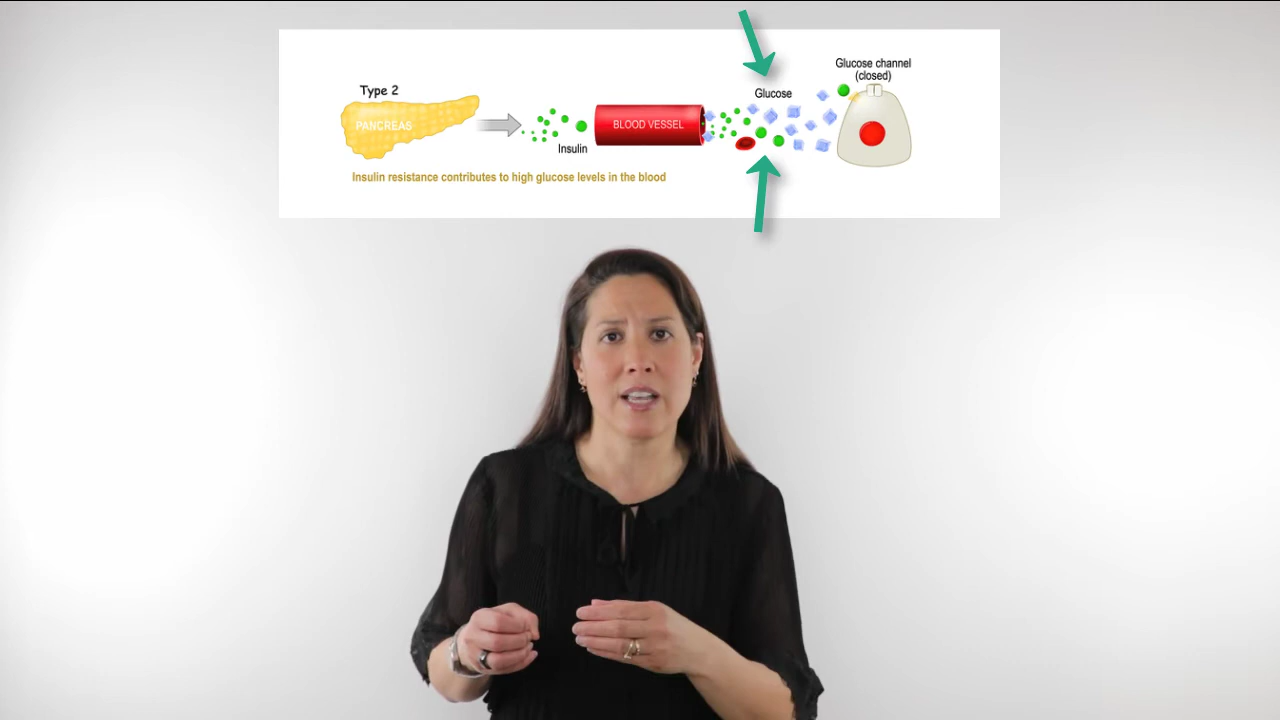 Type 2
PANCREAS
Insulin
BLOOD VESSEL
Glucose
Glucose channel
(closed)
Insulin resistance contributes to high glucose levels in the blood